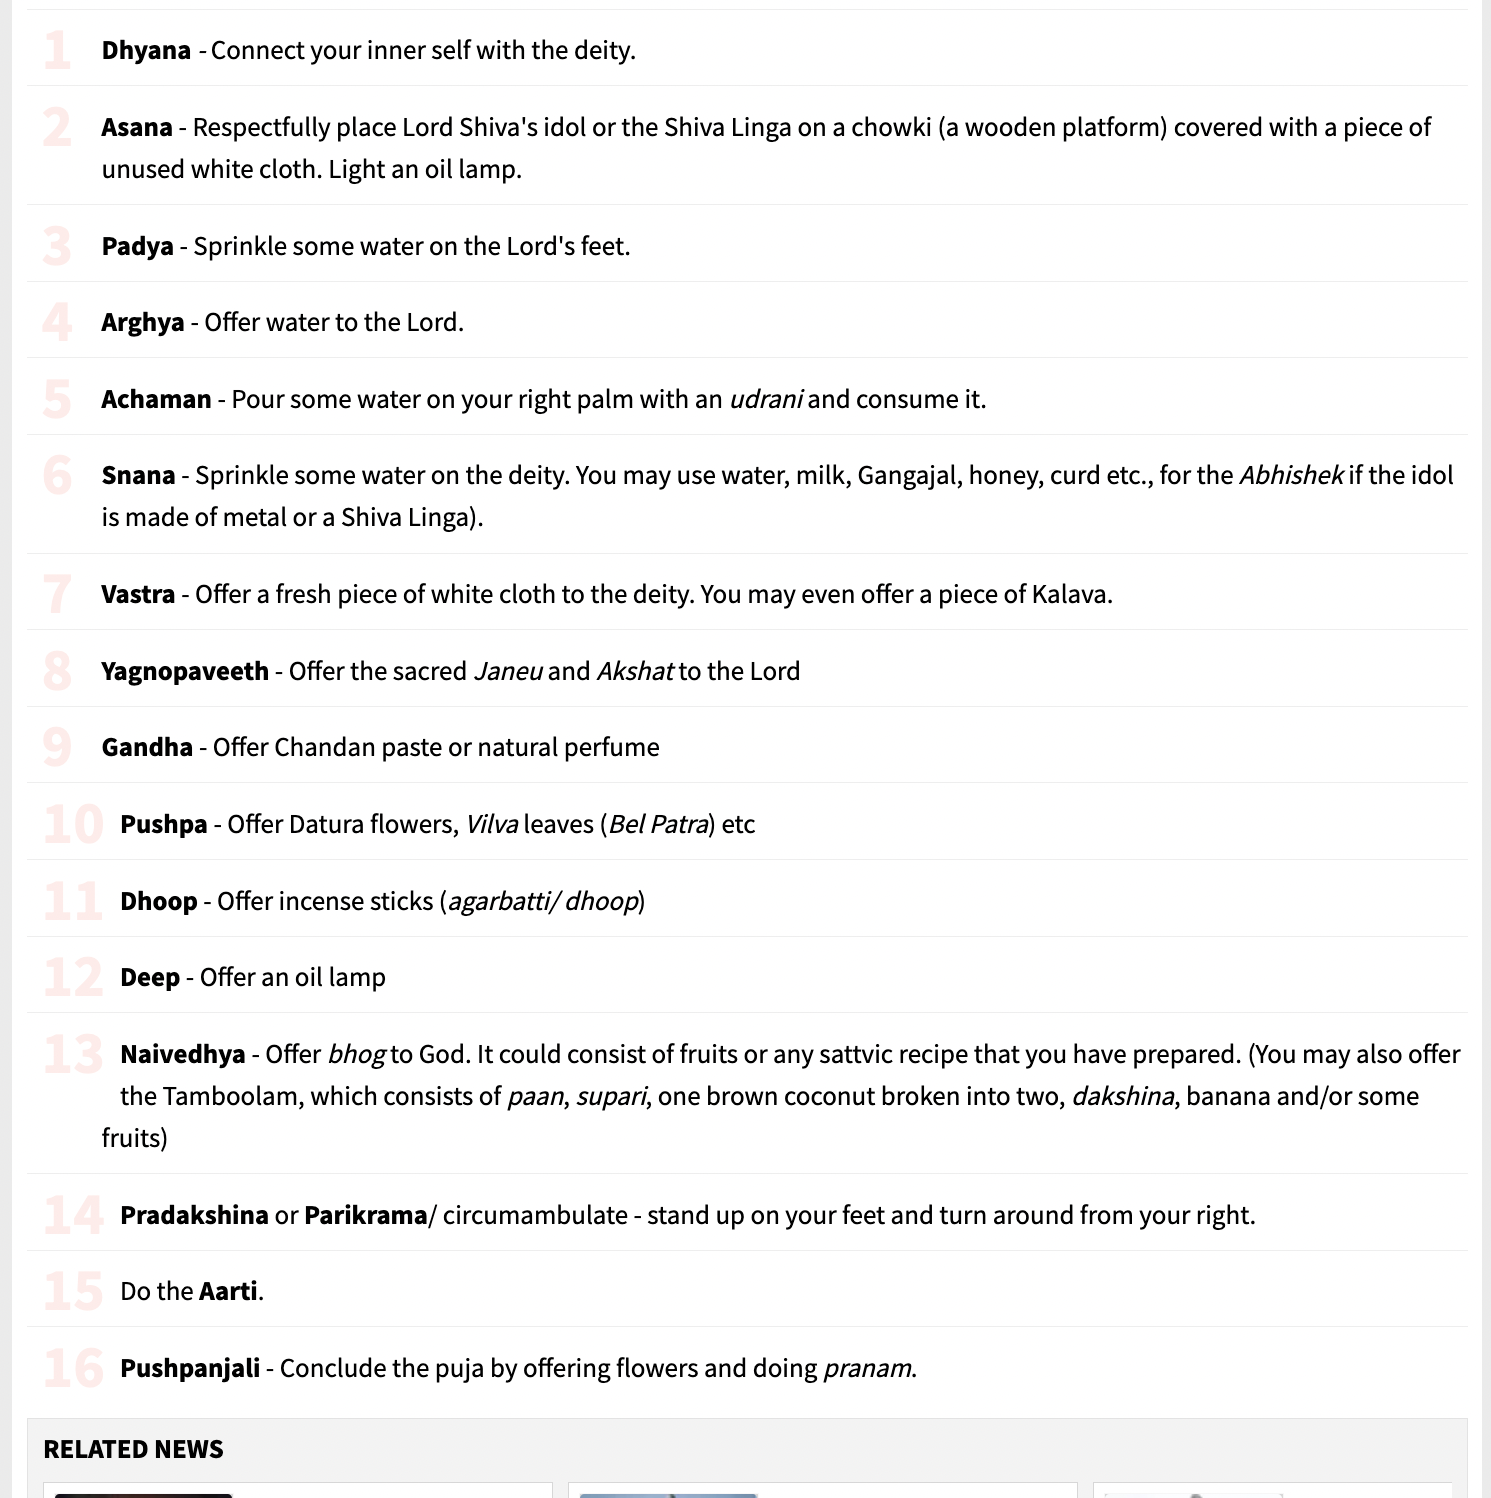 1 Dhyana - Connect your inner self with the deity.
2 Asana - Respectfully place Lord Shiva's idol or the Shiva Linga on a chowki (a wooden platform) covered with a piece of
unused white cloth. Light an oil lamp.
3 Padya - Sprinkle some water on the Lord's feet.
4 Arghya - Offer water to the Lord.
5 Achaman - Pour some water on your right palm with an udrani and consume it.
6 Snana - Sprinkle some water on the deity. You may use water, milk, Gangajal, honey, curd etc., for the Abhishek if the idol
is made of metal or a Shiva Linga).
7 Vastra - Offer a fresh piece of white cloth to the deity. You may even offer a piece of Kalava.
8 Yagnopaveeth - Offer the sacred Janeu and Akshat to the Lord
9 Gandha - Offer Chandan paste or natural perfume
10 Pushpa - Offer Datura flowers, Vilva leaves (Bel Patra) etc
11 Dhoop - Offer incense sticks (agarbatti/ dhoop)
12 Deep - Offer an oil lamp
13 Naivedhya - Offer bhog to God. It could consist of fruits or any sattvic recipe that you have prepared. (You may also offer
the Tamboolam, which consists of paan, supari, one brown coconut broken into two, dakshina, banana and/or some
fruits)
14 Pradakshina or Parikrama/ circumambulate - stand up on your feet and turn around from your right.
15 Do the Aarti.
16 Pushpanjali - Conclude the puja by offering flowers and doing pranam.
RELATED NEWS